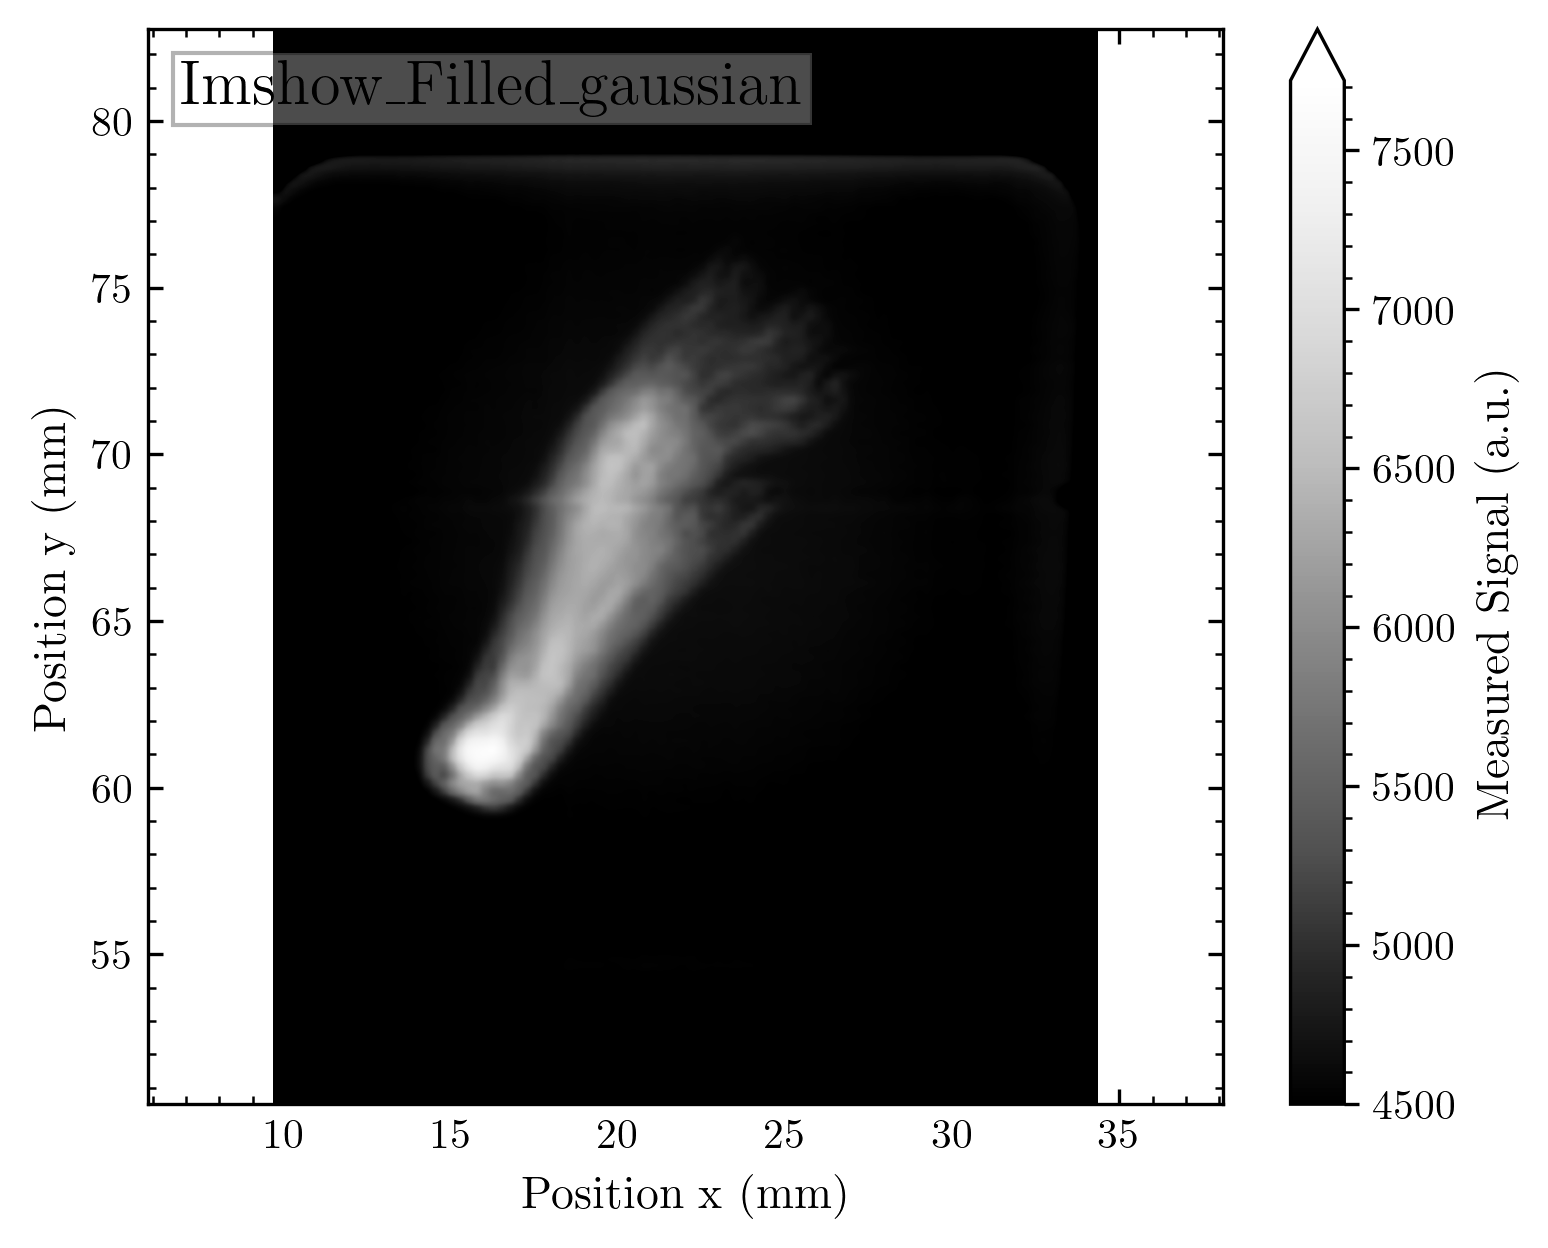 Imshow_Filled_gaussian
80
75
70
65
60
55
Position y (mm)
10 15 20 25 30 35
Position x (mm)
7500
7000
6500
6000
5500
5000
4500
Measured Signal (a.u.)